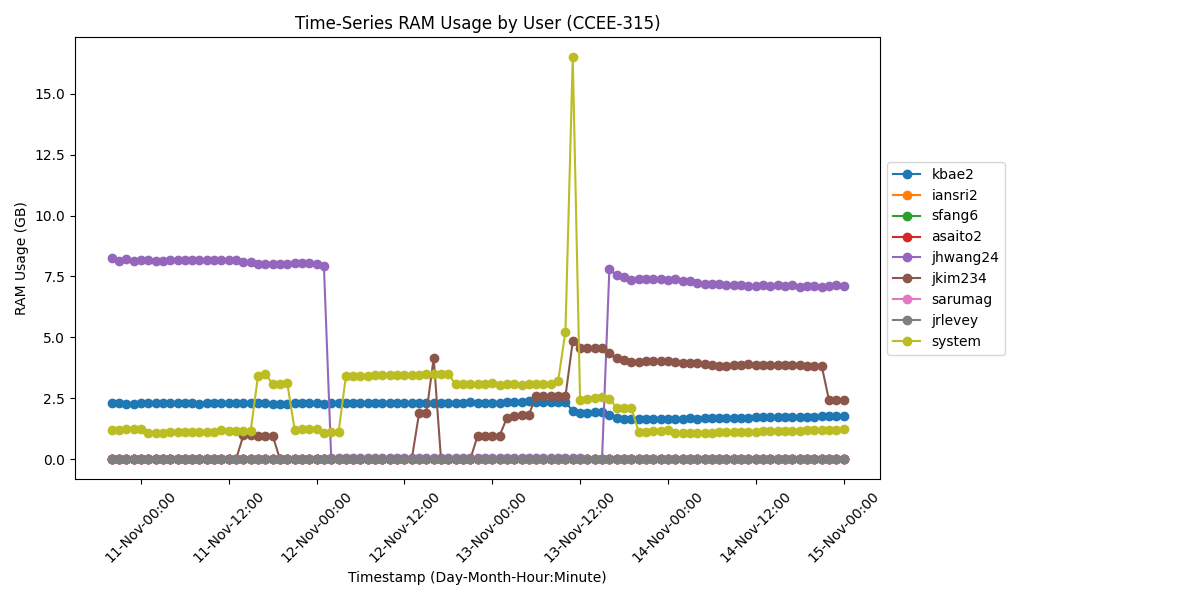 Time-Series RAM Usage by User (CCEE-315)
RAM Usage (GB)
15.0
12.5
10.0
7.5
5.0
2.5
0.0
11-Nov-00:00
11-Nov-12:00
12-Nov-00:00
12-Nov-12:00
13-Nov-00:00
13-Nov-12:00
14-Nov-00:00
14-Nov-12:00
15-Nov-00:00
Timestamp (Day-Month-Hour:Minute)
kbae2
iansri2
sfang6
asaito2
jhwang24
jkim234
sarumag
jrlevey
system